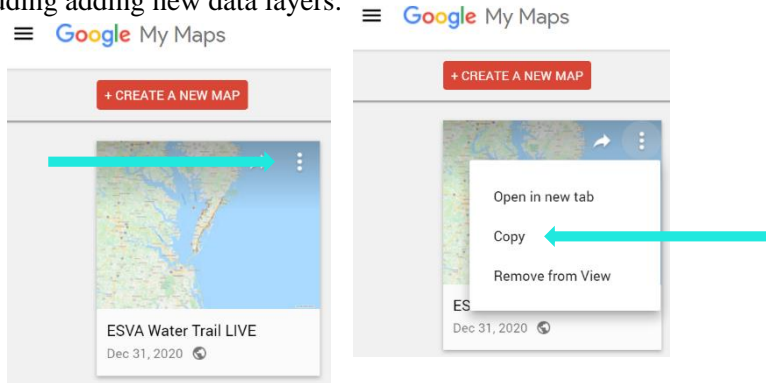 uding adding new data layers.
Google My Maps
+ CREATE A NEW MAP
ESVA Water Trail LIVE
Dec 31, 2020
Google My Maps
+ CREATE A NEW MAP
Open in new tab
Copy
Remove from View
ES
Dec 31, 2020